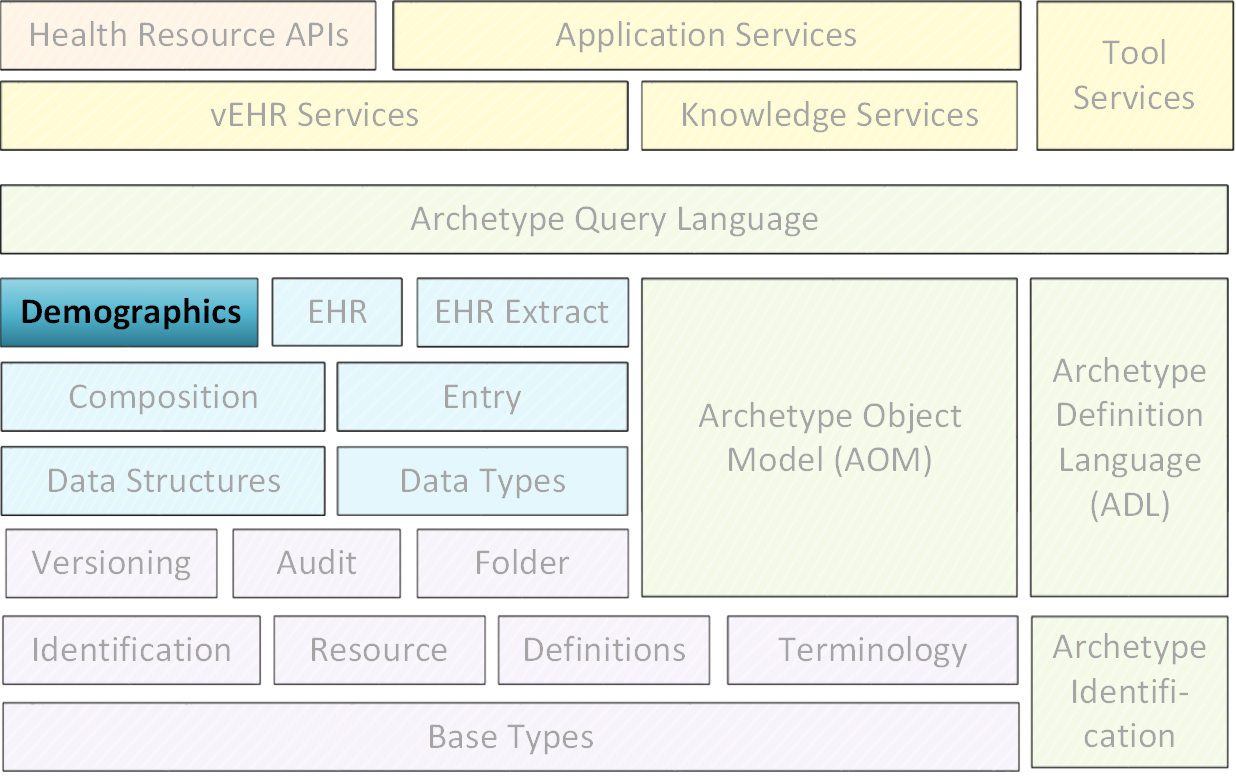 Health Resource APIs
Application Services
Tool
Services
vEHR Services
Knowledge Services
Archetype Query Language
Demographics
EHR
EHR Extract
Composition
Entry
Data Structures
Data Types
Archetype Object
Model (AOM)
Archetype
Definition
Language
(ADL)
Versioning
Audit
Folder
Identification
Resource
Definitions
Terminology
Archetype
Identifi-
cation
Base Types